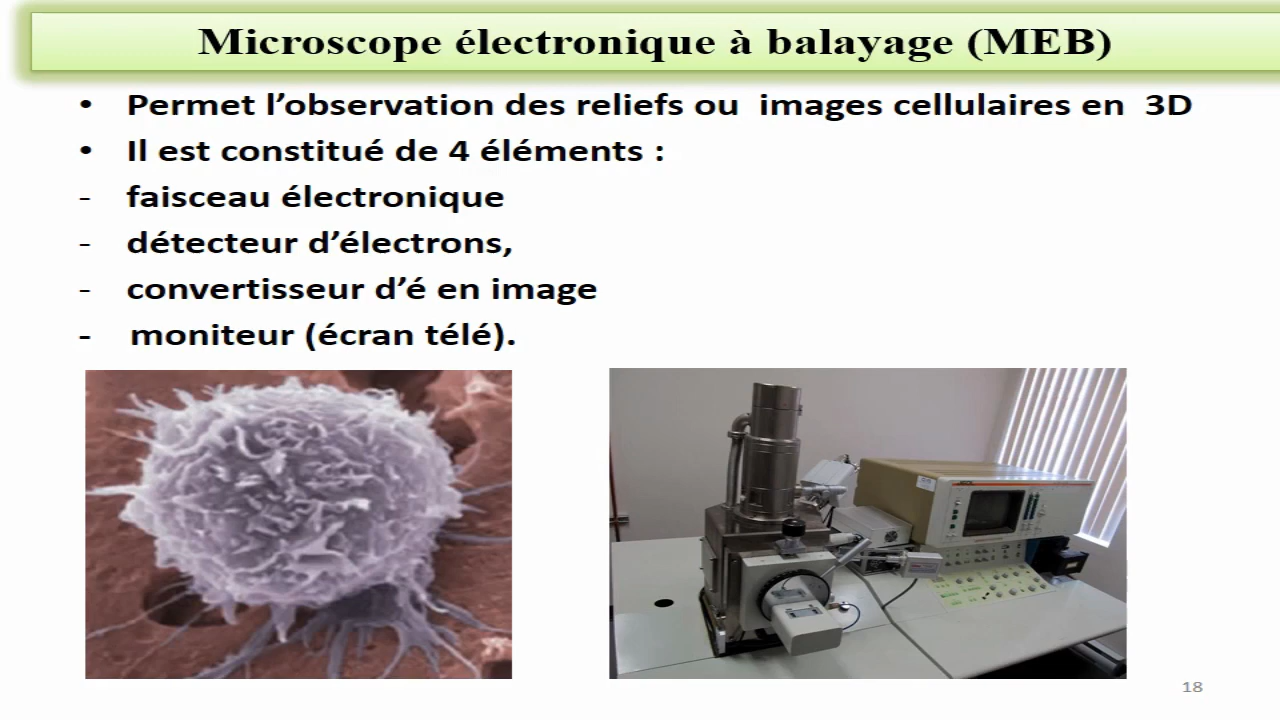 Microscope électronique à balayage (MEB)
• Permet l’observation des reliefs ou images cellulaires en 3D
• Il est constitué de 4 éléments :
- faisceau électronique
- détecteur d’électrons,
- convertisseur d’é en image
- moniteur (écran télé).
18